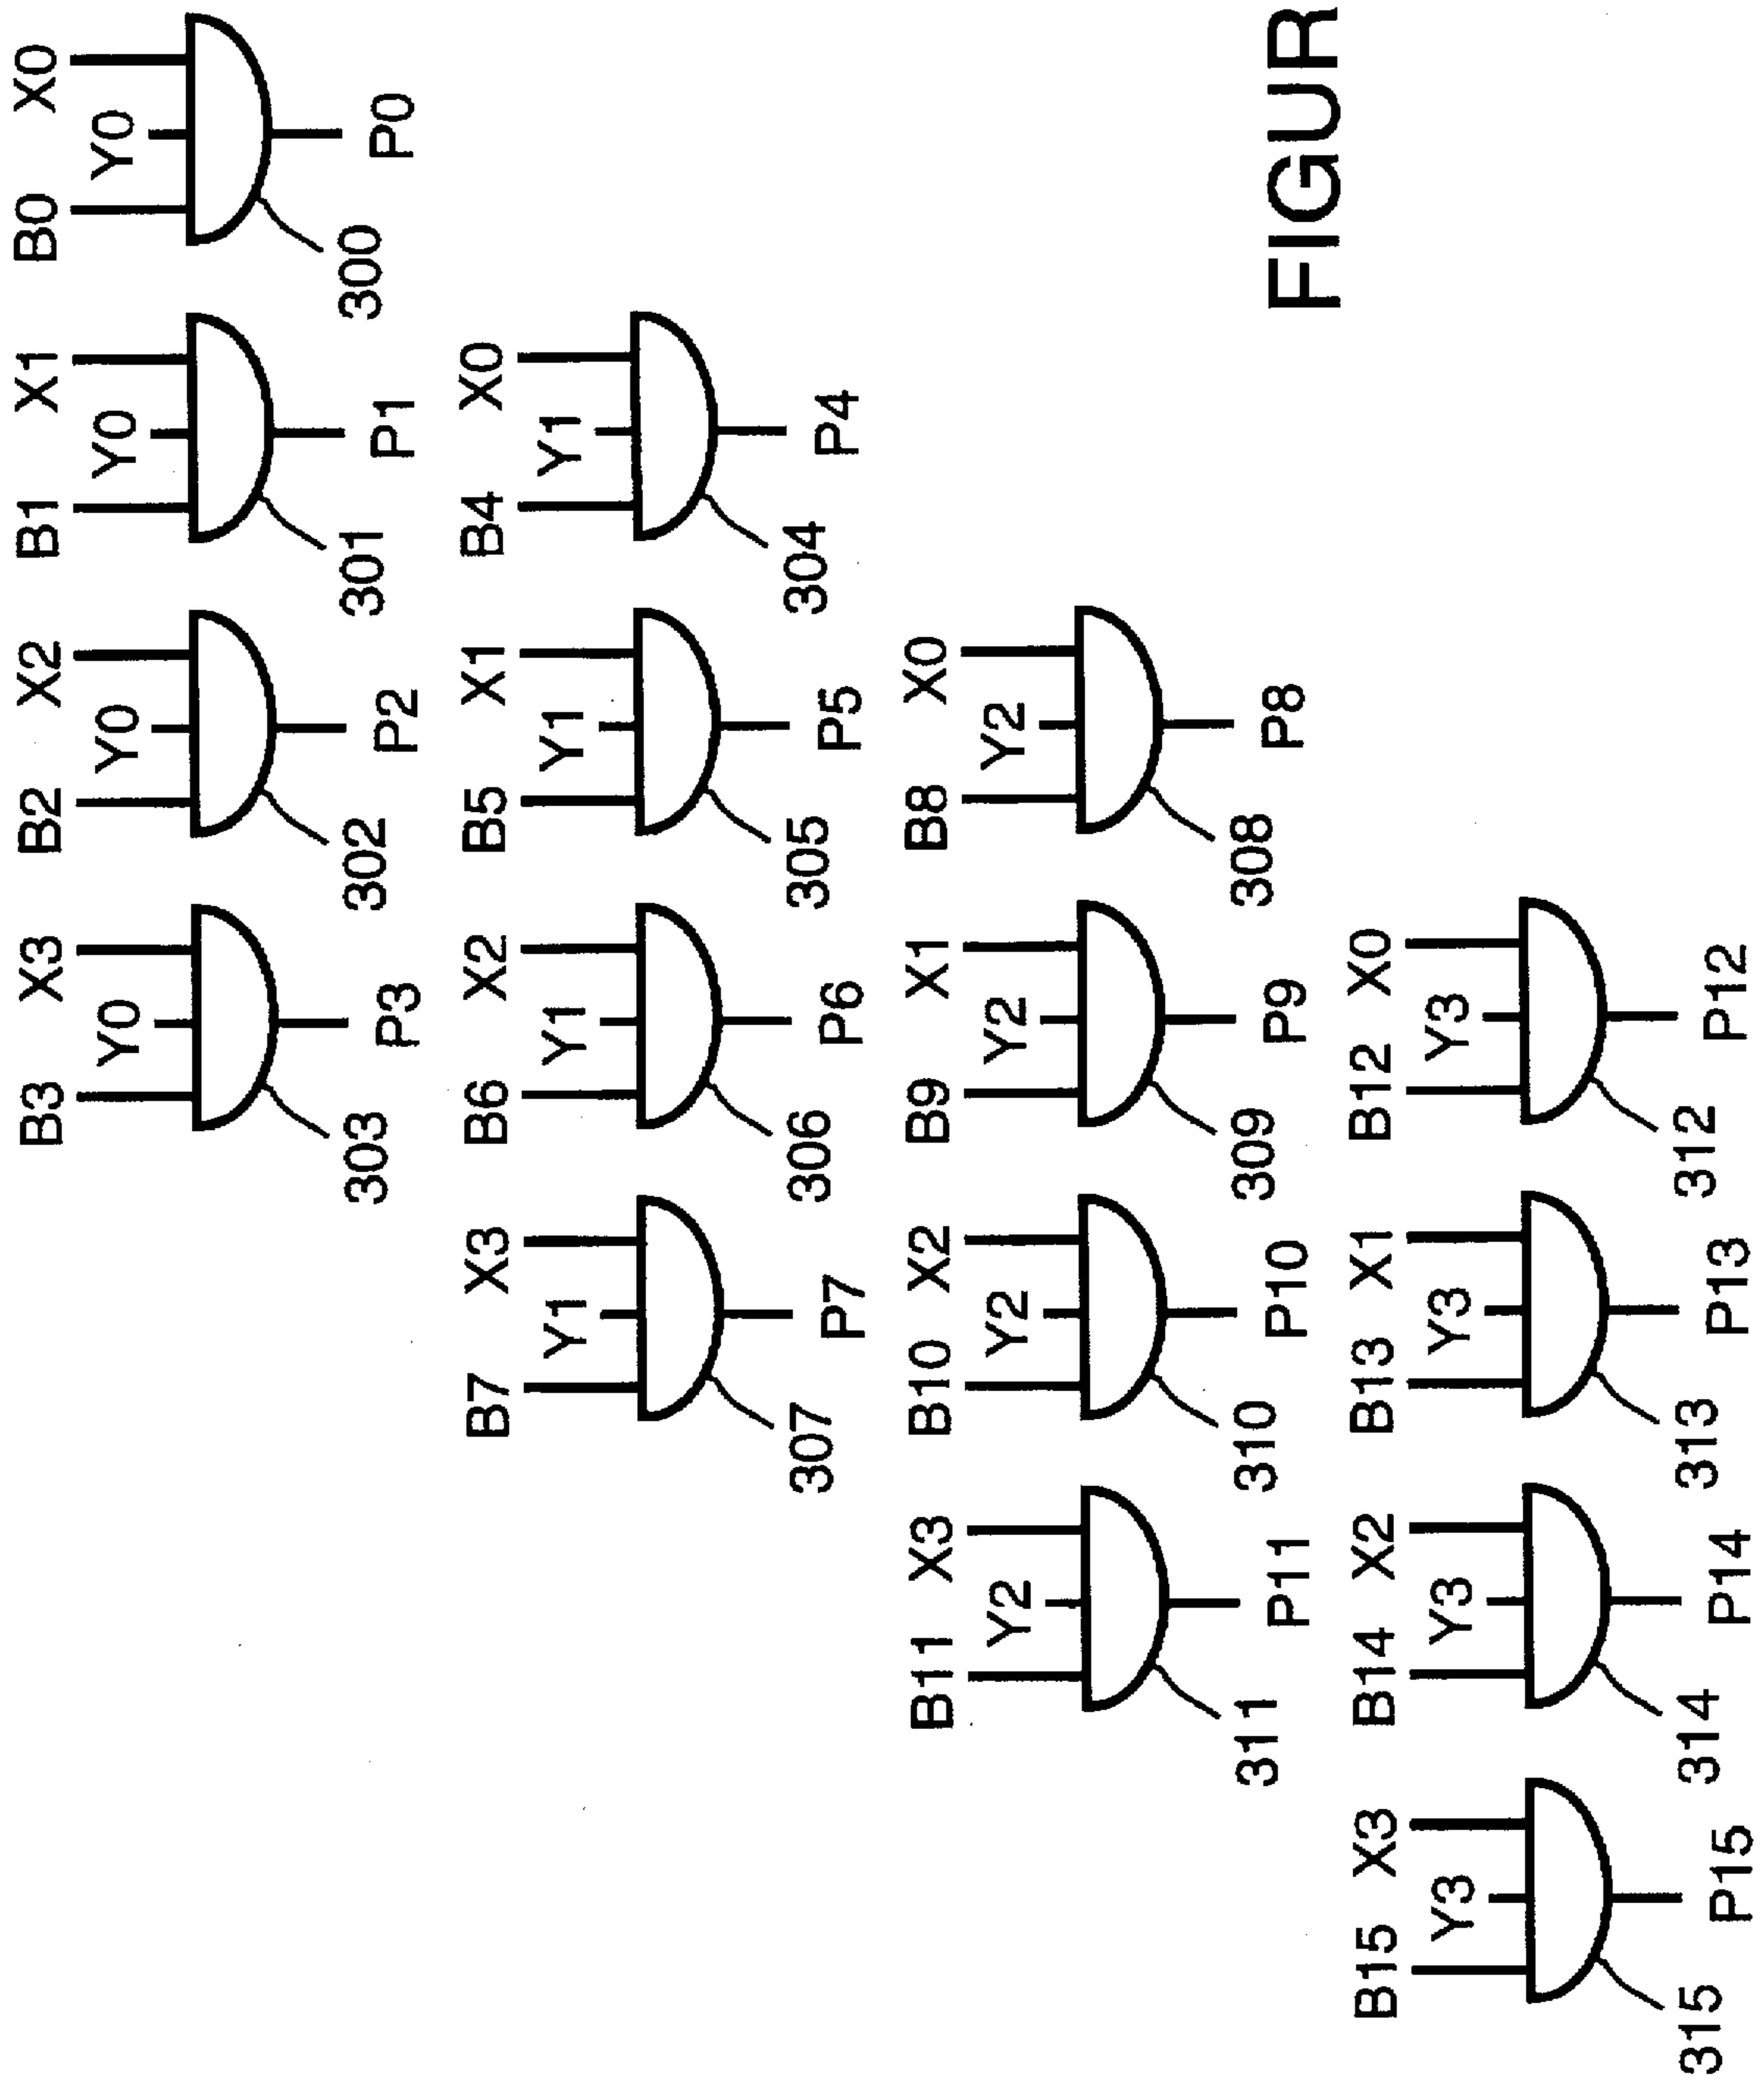 B3 X3 B2 X2 B1 X1 B0 X0
Y0 Y0 Y0 Y0
303 P3 302 P2 301 P1 300 P0
B7 X3 B6 X2 B5 X1 B4 X0
Y1 Y1 Y1 Y1
307 P7 306 P6 305 P5 304 P4
B11 X3 B10 X2 B9 X1 B8 X0
Y2 Y2 Y2 Y2
311 P11 310 P10 309 P9 308 P8
FIGUR
B15 X3 B14 X2 B13 X1 B12 X0
Y3 Y3 Y3 Y3
315 P15 314 P14 313 P13 312 P12